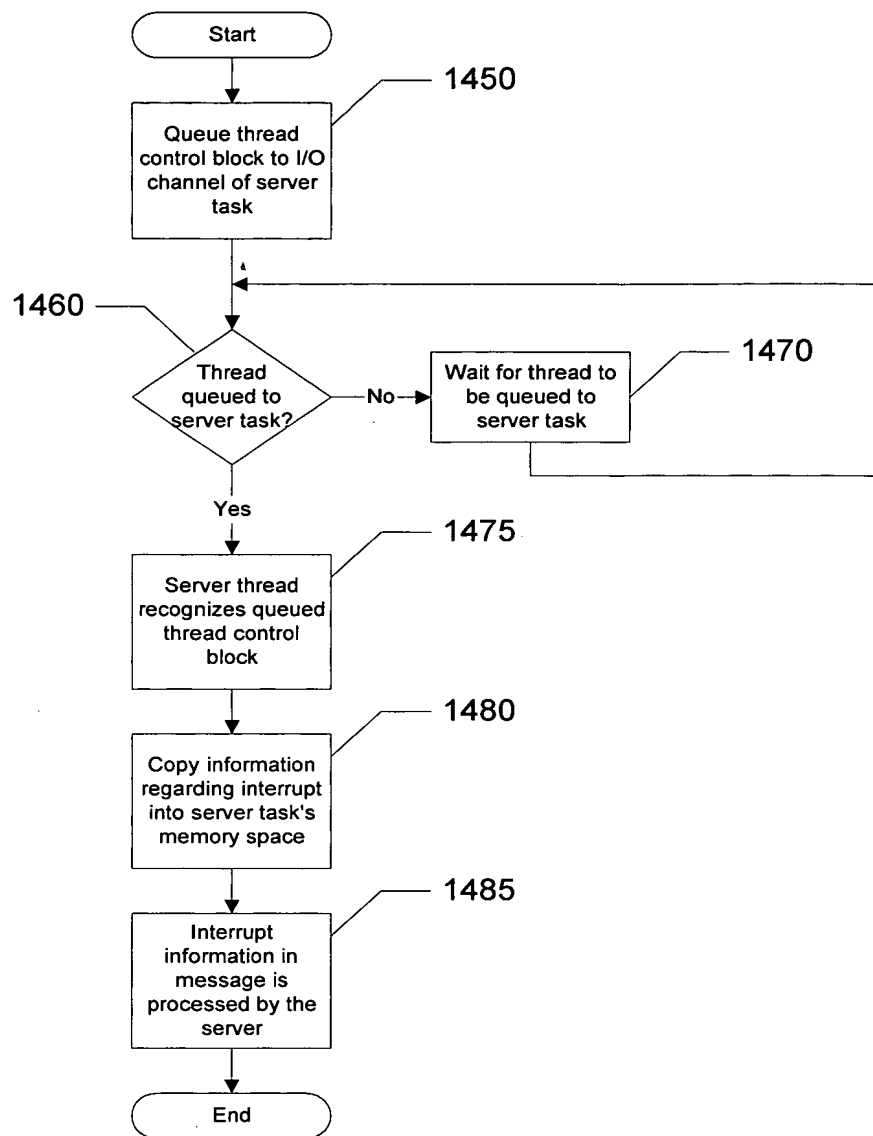 Start
1450
Queue thread
control block to I/O
channel of server
task
1460
Thread
queued to
server task?
No
Wait for thread to
be queued to
server task
1470
Yes
1475
Server thread
recognizes queued
thread control
block
1480
Copy information
regarding interrupt
into server task's
memory space
1485
Interrupt
information in
message is
processed by the
server
End